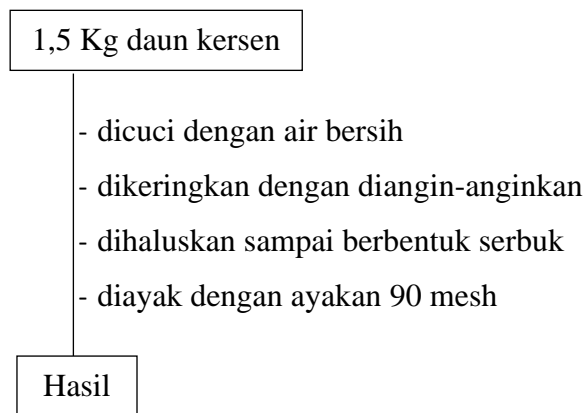 1,5 Kg daun kersen
- dicuci dengan air bersih
- dikeringkan dengan diangin-anginkan
- dihaluskan sampai berbentuk serbuk
- diayak dengan ayakan 90 mesh
Hasil